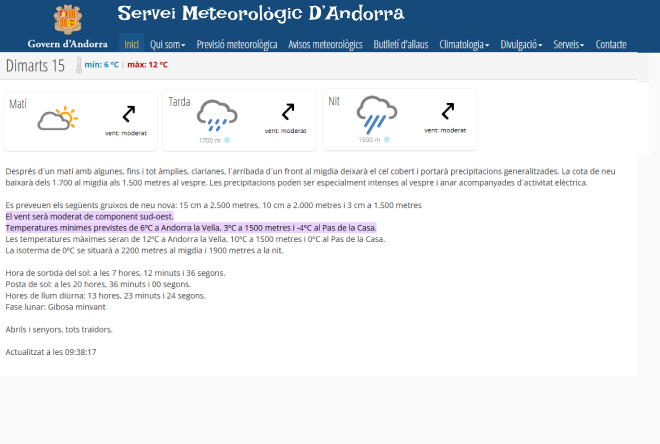 Servei Meteorològic D'Andorra
Govern d'Andorra
Inici Qui som Previsió meteorològica Avisos meteorològics Butlletí d'allaus Climatologia Divulgació Serveis Contacte
Dimarts 15 mín: 6 ºC | màx: 12 ºC
Matí
vent: moderat
Tarda
1700 m
vent: moderat
Nit
1500 m
vent: moderat
Després d´un matí amb algunes, fins i tot àmplies, clarianes, l´arribada d´un front al migdia deixarà el cel cobert i portarà precipitacions generalitzades. La cota de neu
baixarà dels 1.700 al migdia als 1.500 metres al vespre. Les precipitacions poden ser especialment intenses al vespre i anar acompanyades d´activitat elèctrica.
Es preveuen els següents gruixos de neu nova: 15 cm a 2.500 metres, 10 cm a 2.000 metres i 3 cm a 1.500 metres
El vent serà moderat de component sud-oest.
Temperatures mínimes previstes de 6ºC a Andorra la Vella, 3ºC a 1500 metres i -4ºC al Pas de la Casa.
Les temperatures màximes seran de 12ºC a Andorra la Vella, 10ºC a 1500 metres i 0ºC al Pas de la Casa.
La isoterma de 0ºC se situarà a 2200 metres al migdia i 1900 metres a la nit.
Hora de sortida del sol: a les 7 hores, 12 minuts i 36 segons.
Posta de sol: a les 20 hores, 36 minuts i 00 segons.
Hores de llum diürna: 13 hores, 23 minuts i 24 segons.
Fase lunar: Gibosa minvant
Abrils i senyors, tots traidors.
Actualitzat a les 09:38:17